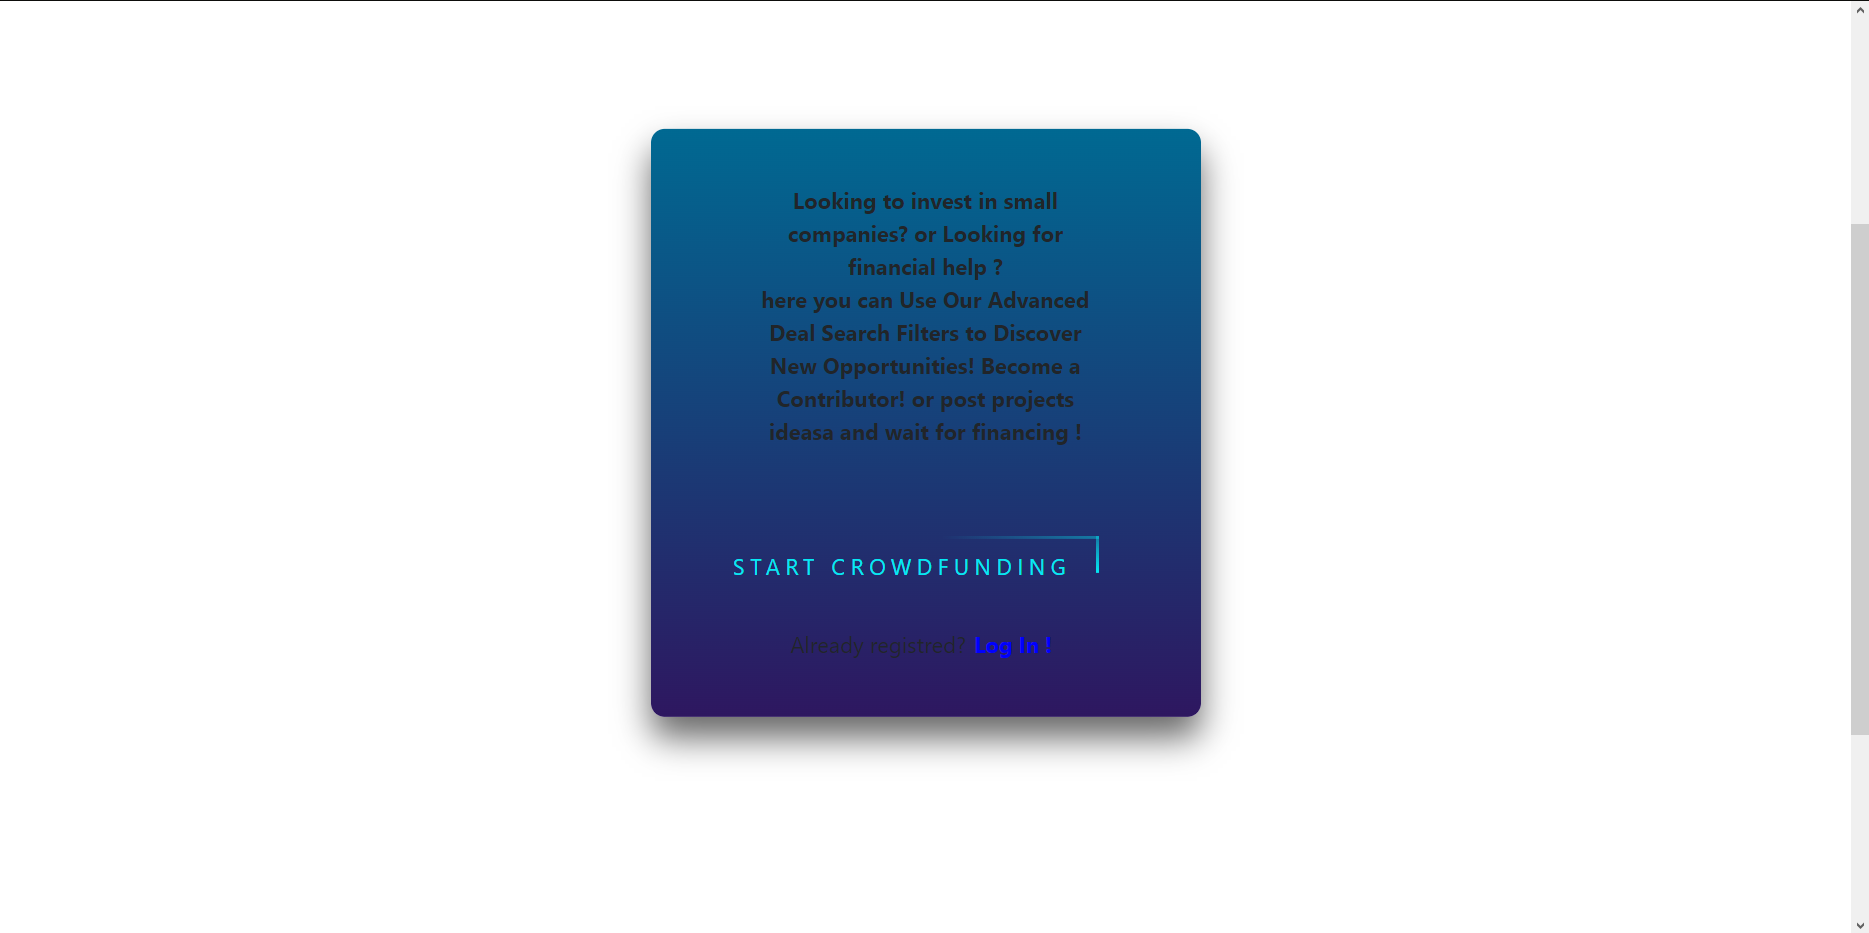 Looking to invest in small
companies? or Looking for
financial help ?
here you can Use Our Advanced
Deal Search Filters to Discover
New Opportunities! Become a
Contributor! or post projects
ideasa and wait for financing !
START CROWDFUNDING
Already registred? Log In !